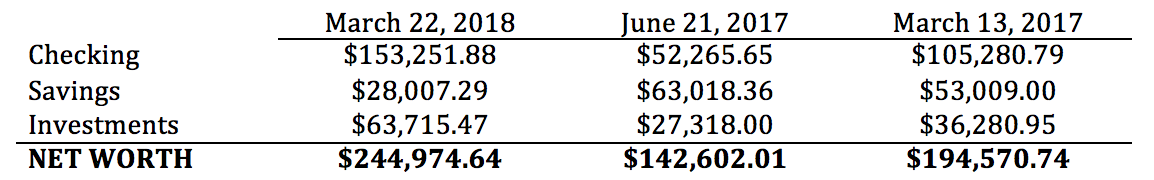 March 22, 2018 June 21, 2017 March 13, 2017
Checking $153,251.88 $52,265.65 $105,280.79
Savings $28,007.29 $63,018.36 $53,009.00
Investments $63,715.47 $27,318.00 $36,280.95
NET WORTH $244,974.64 $142,602.01 $194,570.74